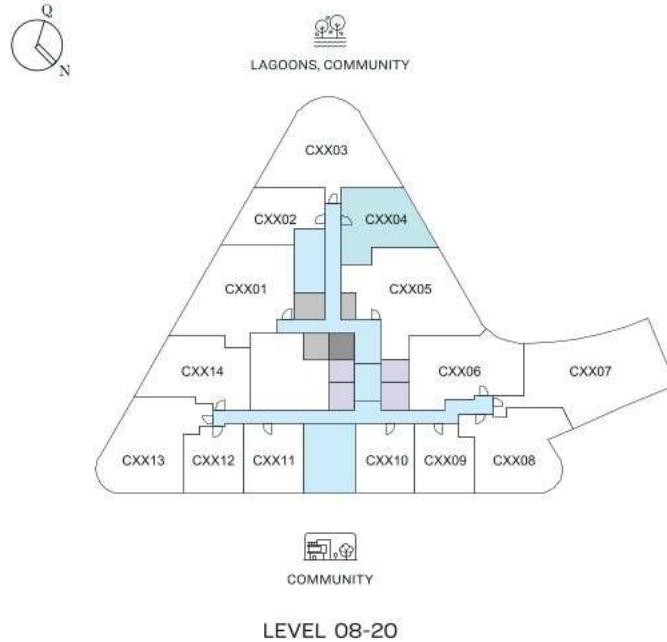 Q
N
LAGOONS, COMMUNITY
CXX03
CXX02
CXX04
CXX01
CXX05
CXX14
CXX06
CXX07
CXX13
CXX12
CXX11
CXX10
CXX09
CXX08
COMMUNITY
LEVEL 08-20